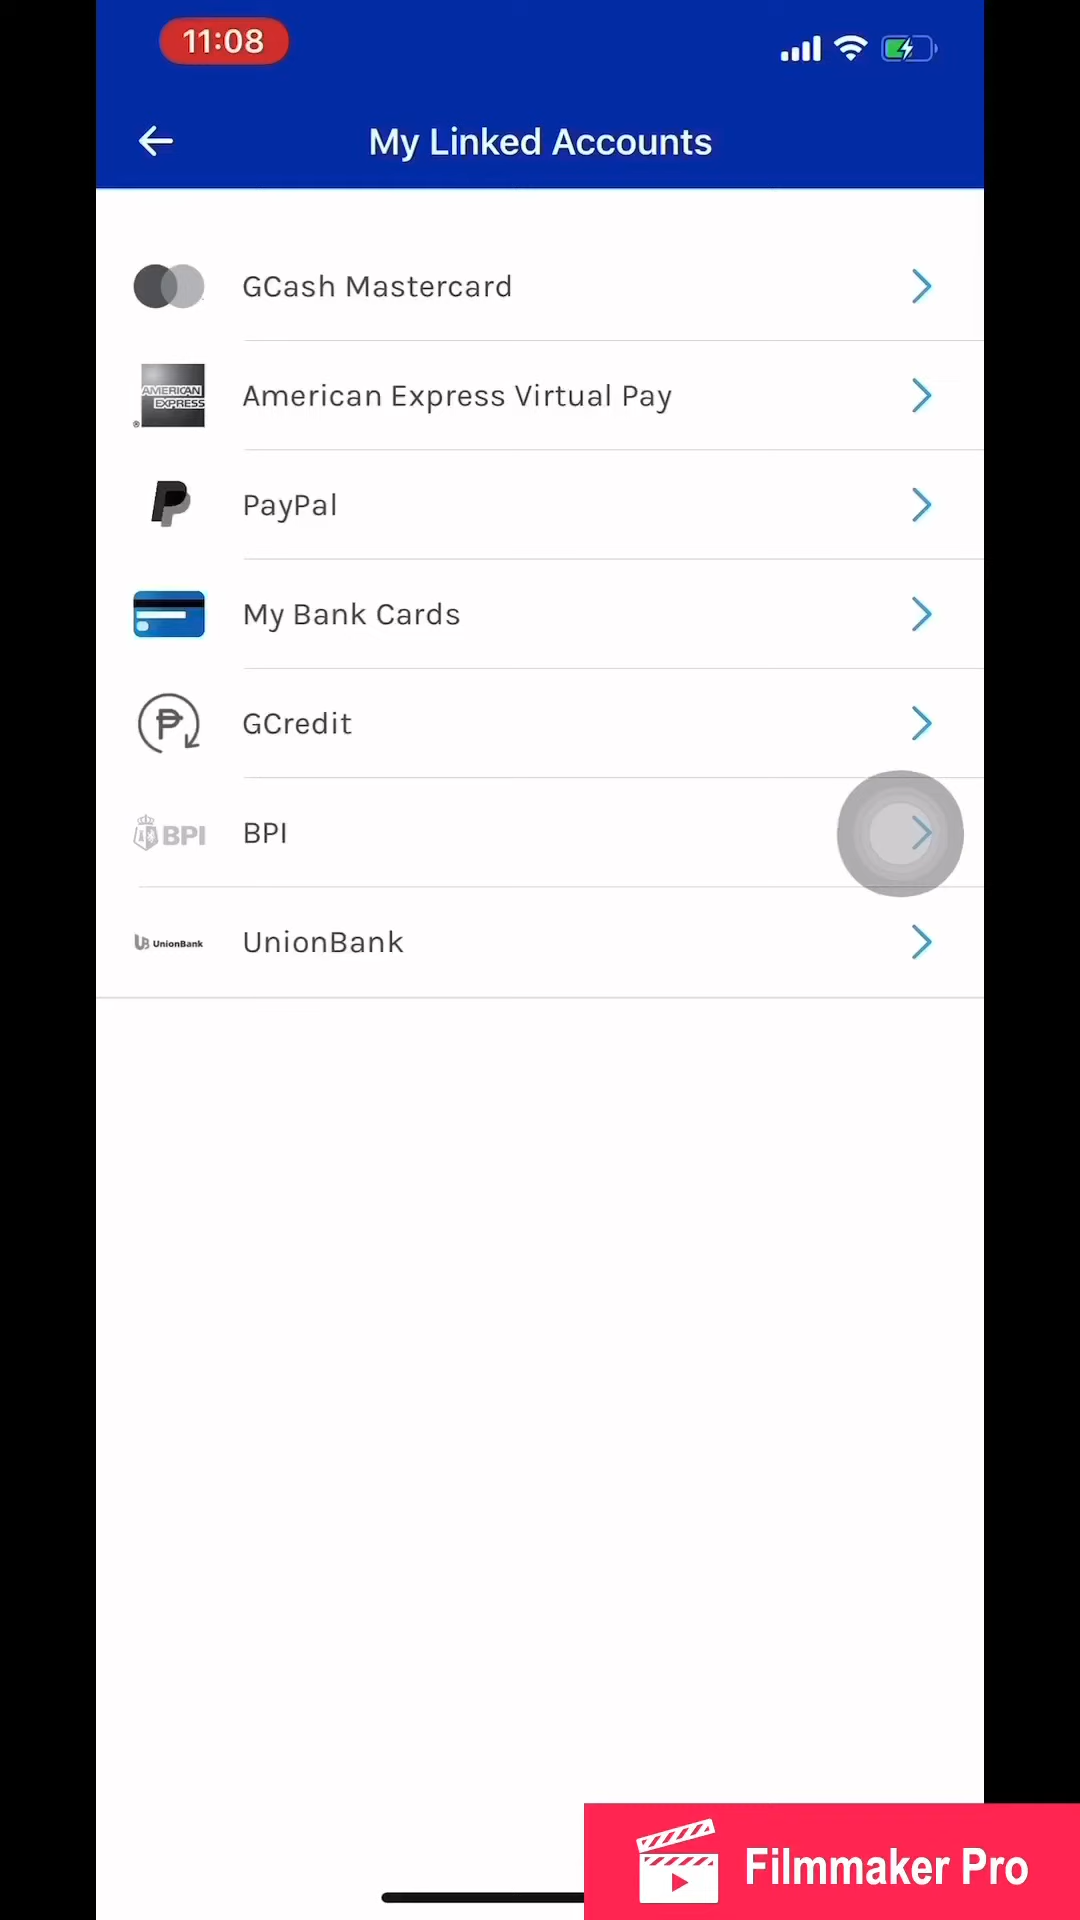 11:08
My Linked Accounts
GCash Mastercard
AMERICAN
EXPRESS
®
American Express Virtual Pay
PayPal
My Bank Cards
GCredit
BPI
BPI
UB UnionBank
UnionBank
Filmmaker Pro